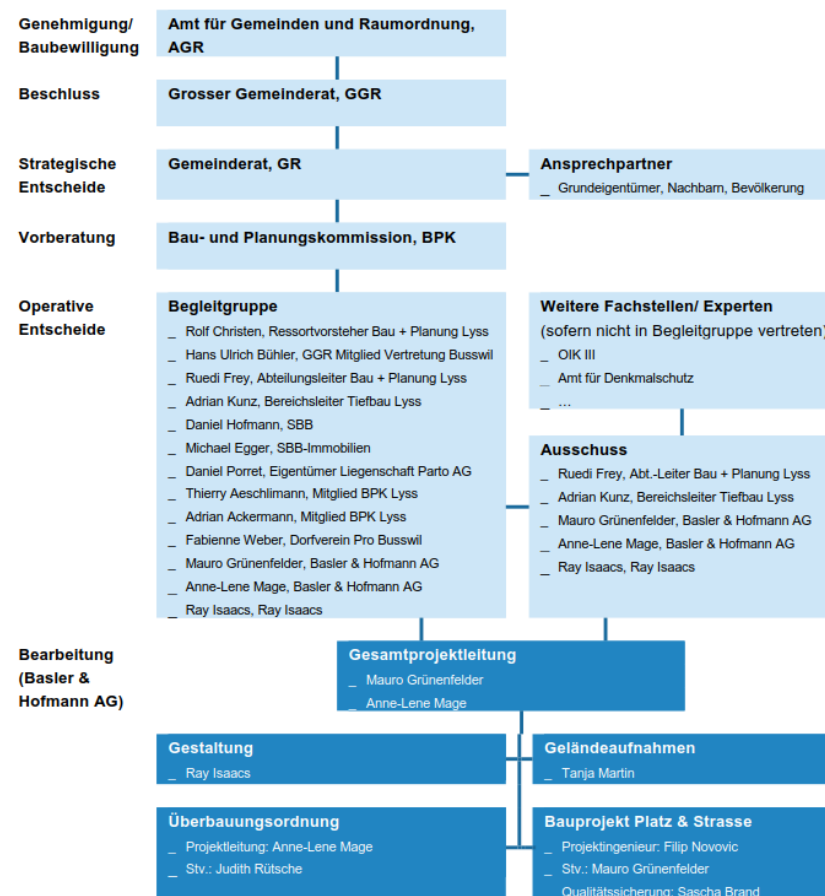 Genehmigung/
Baubewilligung
Amt für Gemeinden und Raumordnung,
AGR
Beschluss
Grosser Gemeinderat, GGR
Strategische
Entscheide
Gemeinderat, GR
Ansprechpartner
_ Grundeigentümer, Nachbarn, Bevölkerung
Vorberatung
Bau- und Planungskommission, BPK
Operative
Entscheide
Begleitgruppe
_ Rolf Christen, Ressortvorsteher Bau + Planung Lyss
_ Hans Ulrich Bühler, GGR Mitglied Vertretung Busswil
_ Ruedi Frey, Abteilungsleiter Bau + Planung Lyss
_ Adrian Kunz, Bereichsleiter Tiefbau Lyss
_ Daniel Hofmann, SBB
_ Michael Egger, SBB-Immobilien
_ Daniel Porret, Eigentümer Liegenschaft Parto AG
_ Thierry Aeschlimann, Mitglied BPK Lyss
_ Adrian Ackermann, Mitglied BPK Lyss
_ Fabienne Weber, Dorfverein Pro Busswil
_ Mauro Grünenfelder, Basler & Hofmann AG
_ Anne-Lene Mage, Basler & Hofmann AG
_ Ray Isaacs, Ray Isaacs
Weitere Fachstellen/ Experten
(sofern nicht in Begleitgruppe vertreten)
_ OIK III
_ Amt für Denkmalschutz
_ ...
Ausschuss
_ Ruedi Frey, Abt.-Leiter Bau + Planung Lyss
_ Adrian Kunz, Bereichsleiter Tiefbau Lyss
_ Mauro Grünenfelder, Basler & Hofmann AG
_ Anne-Lene Mage, Basler & Hofmann AG
_ Ray Isaacs, Ray Isaacs
Bearbeitung
(Basler &
Hofmann AG)
Gesamtprojektleitung
_ Mauro Grünenfelder
_ Anne-Lene Mage
Gestaltung
_ Ray Isaacs
Geländeaufnahmen
_ Tanja Martin
Überbauungsordnung
_ Projektleitung: Anne-Lene Mage
_ Stv.: Judith Rütsche
Bauprojekt Platz & Strasse
_ Projektingenieur: Filip Novovic
_ Stv.: Mauro Grünenfelder
Qualitätssicherung: Sascha Brand